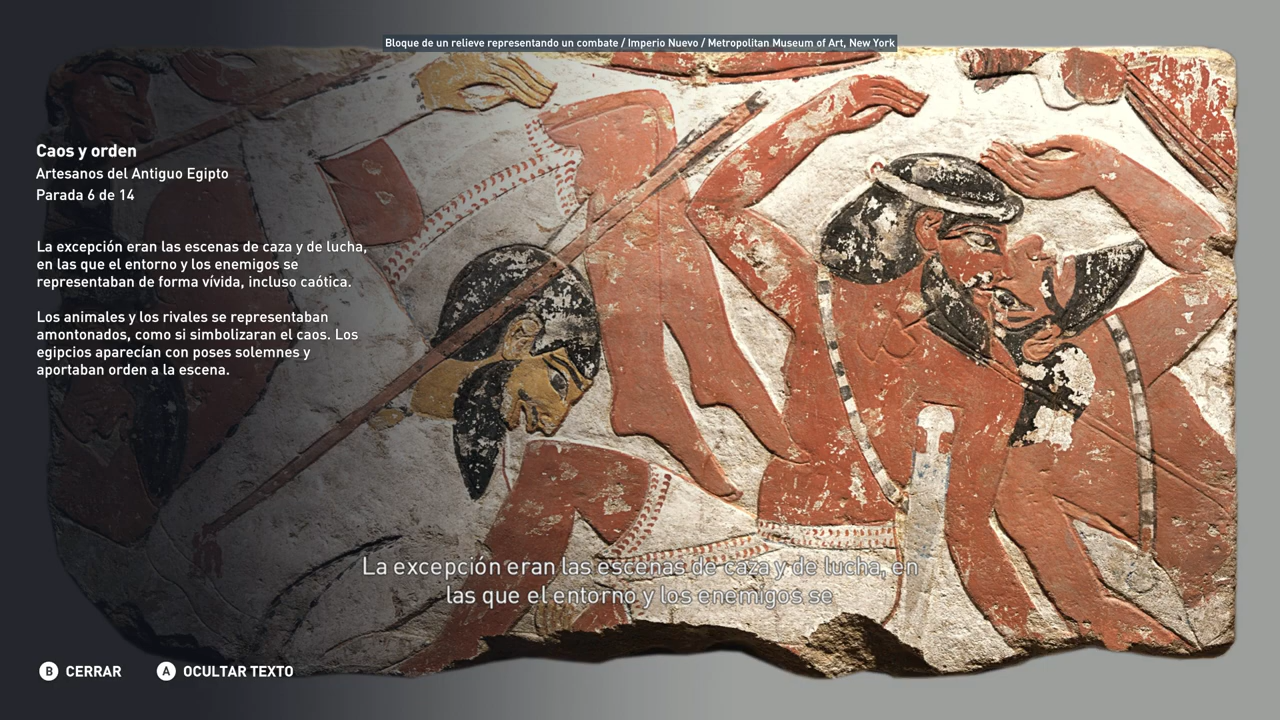 Bloque de un relieve representando un combate / Imperio Nuevo / Metropolitan Museum of Art, New York
Caos y orden
Artesanos del Antiguo Egipto
Parada 6 de 14
La excepción eran las escenas de caza y de lucha,
en las que el entorno y los enemigos se
representaban de forma vívida, incluso caótica.
Los animales y los rivales se representaban
amontonados, como si simbolizaran el caos. Los
egipcios aparecían con poses solemnes y
aportaban orden a la escena.
La excepción eran las escenas de caza y de lucha, en
las que el entorno y los enemigos se
B CERRAR A OCULTAR TEXTO